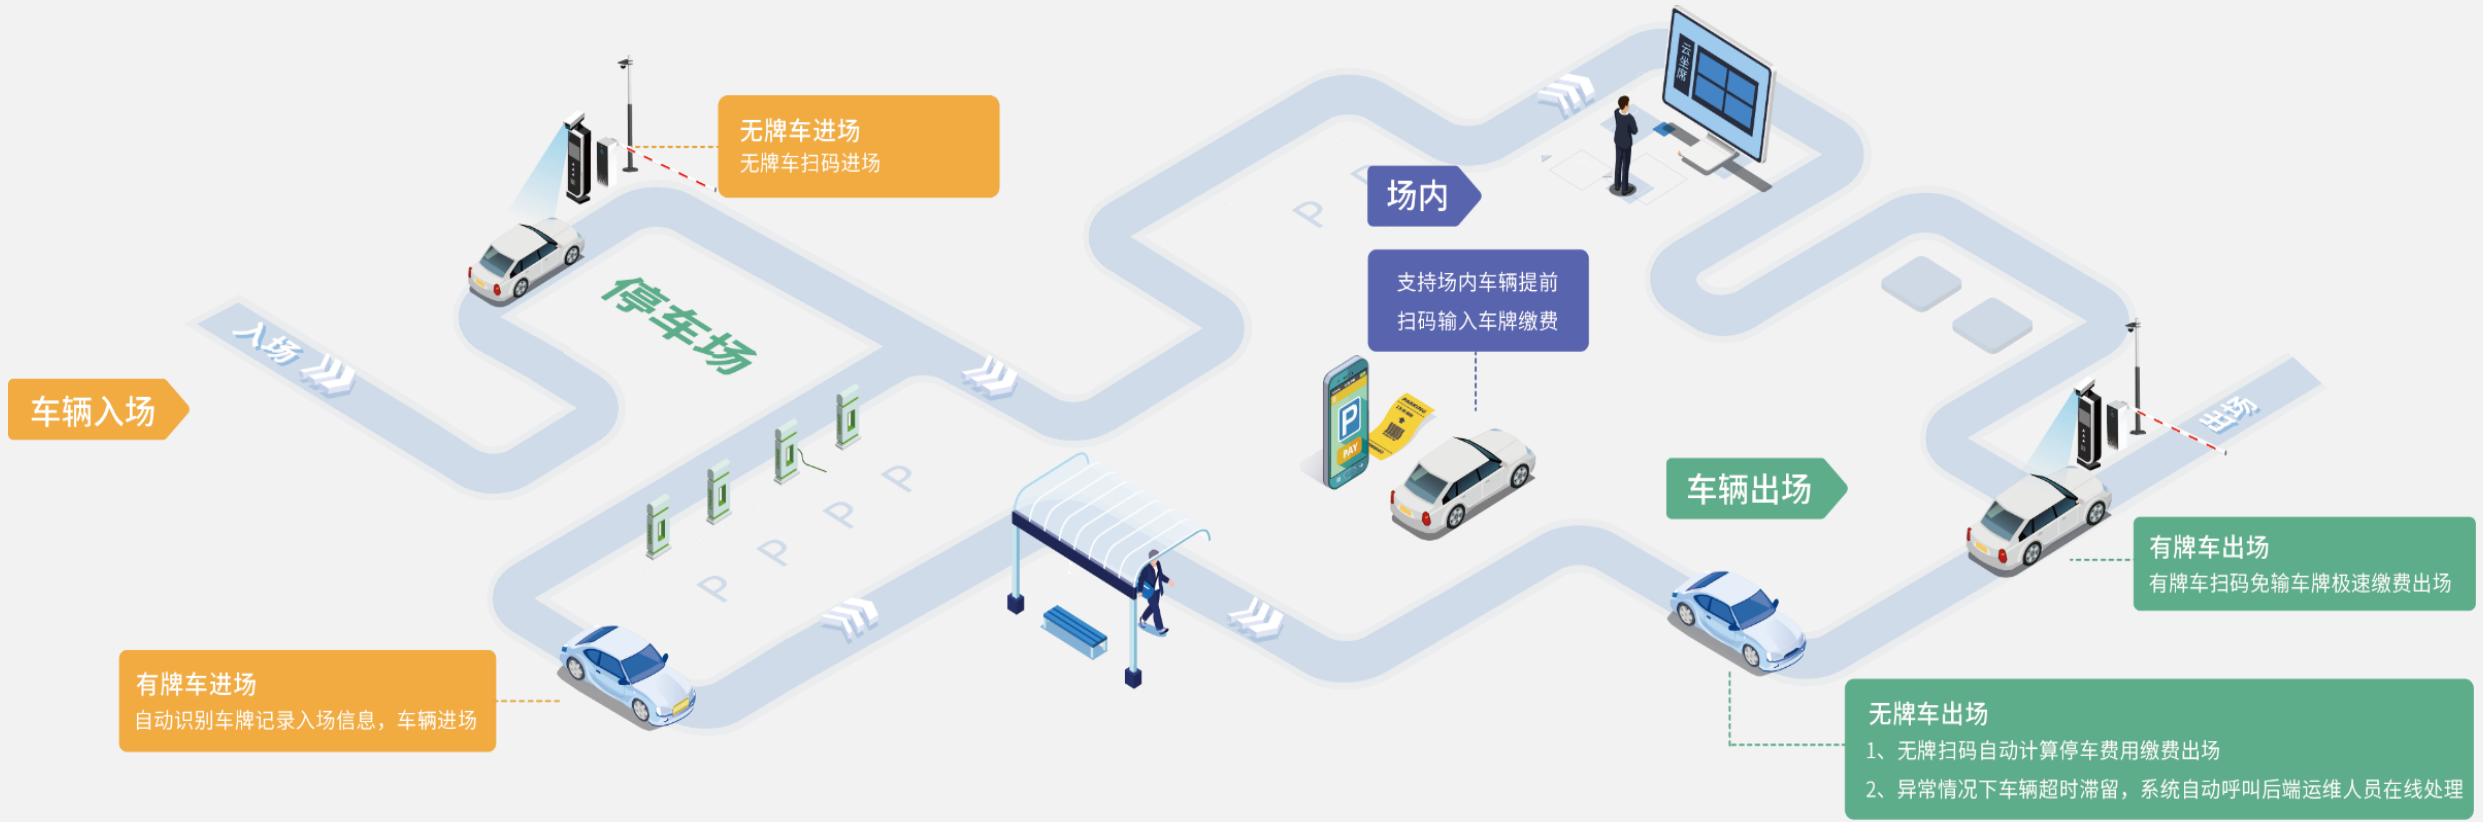 无牌车进场
无牌车扫码进场
云坐席
场内
支持场内车辆提前
扫码输入车牌缴费
停车场
入场
车辆入场
P
P
P
P
P
P
PARKING
PAY
出场
车辆出场
有牌车出场
有牌车扫码免输车牌极速缴费出场
有牌车进场
自动识别车牌记录入场信息，车辆进场
无牌车出场
1、无牌扫码自动计算停车费用缴费出场
2、异常情况下车辆超时滞留，系统自动呼叫后端运维人员在线处理